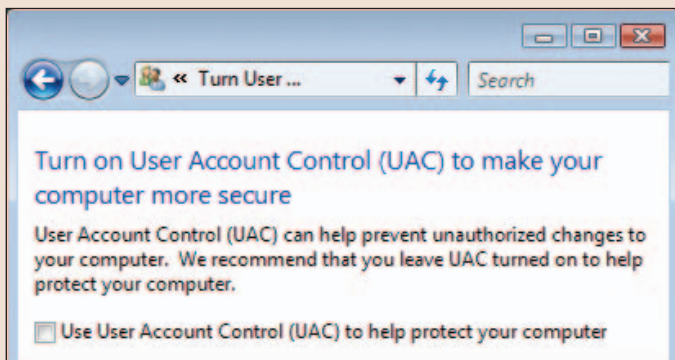 « Turn User ...
Search
Turn on User Account Control (UAC) to make your
computer more secure
User Account Control (UAC) can help prevent unauthorized changes to
your computer. We recommend that you leave UAC turned on to help
protect your computer.
Use User Account Control (UAC) to help protect your computer